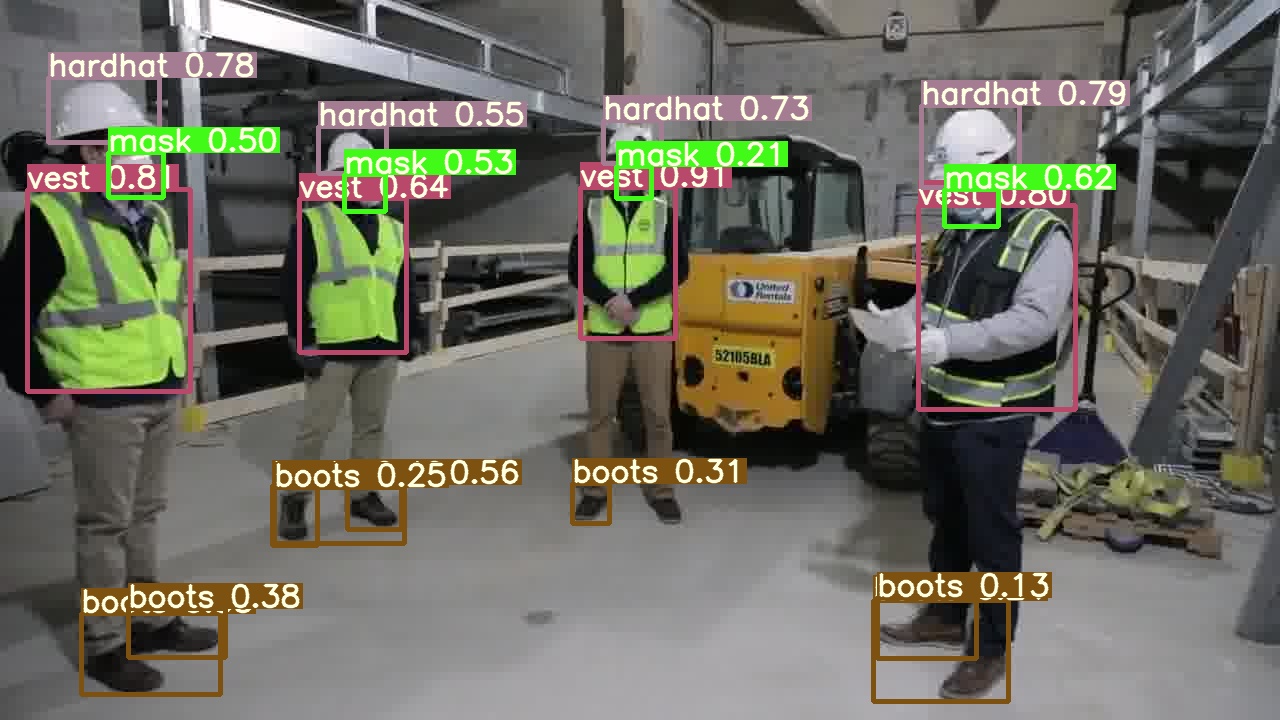 hardhat 0.78
hardhat 0.55
hardhat 0.73
hardhat 0.79
mask 0.50
mask 0.53
mask 0.21
mask 0.62
vest 0.81
vest 0.64
vest 0.91
vest 0.80
United
Rentals
52105BLA
boots 0.25
0.56
boots 0.31
boots 0.38
boots 0.13